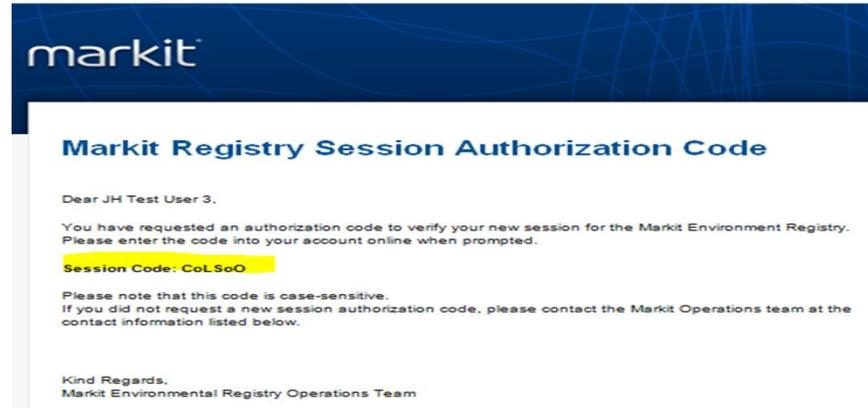 markit
Markit Registry Session Authorization Code
Dear JH Test User 3,
You have requested an authorization code to verify your new session for the Markit Environment Registry.
Please enter the code into your account online when prompted.
Session Code: CoLSoO
Please note that this code is case-sensitive.
If you did not request a new session authorization code, please contact the Markit Operations team at the
contact information listed below.
Kind Regards,
Markit Environmental Registry Operations Team